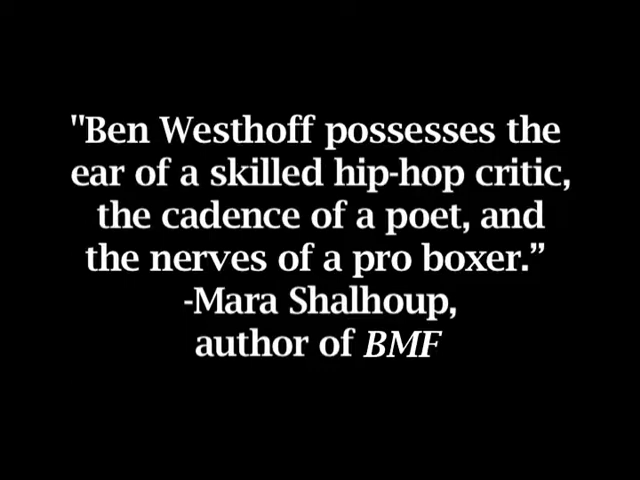 "Ben Westhoff possesses the
ear of a skilled hip-hop critic,
the cadence of a poet, and
the nerves of a pro boxer.”
-Mara Shalhoup,
author of BMF